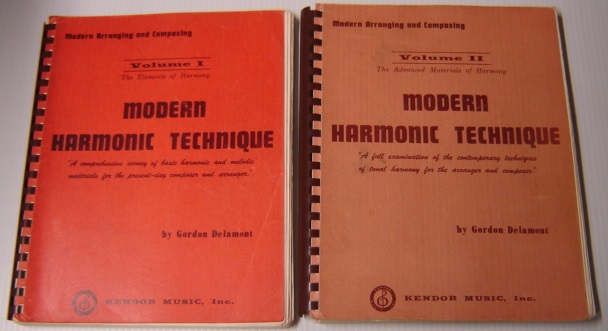 Modern Arranging and Composing
Volume I
The Elements of Harmony
MODERN
HARMONIC TECHNIQUE
"A comprehensive survey of basic harmonic and melodic
materials for the present-day composer and arranger."
by Gordon Delamont
KENDOR MUSIC, Inc.
Modern Arranging and Composing
Volume II
The Advanced Materials of Harmony
MODERN
HARMONIC TECHNIQUE
"A full examination of the contemporary techniques
of tonal harmony for the arranger and composer."
by Gordon Delamont
KENDOR MUSIC, Inc.